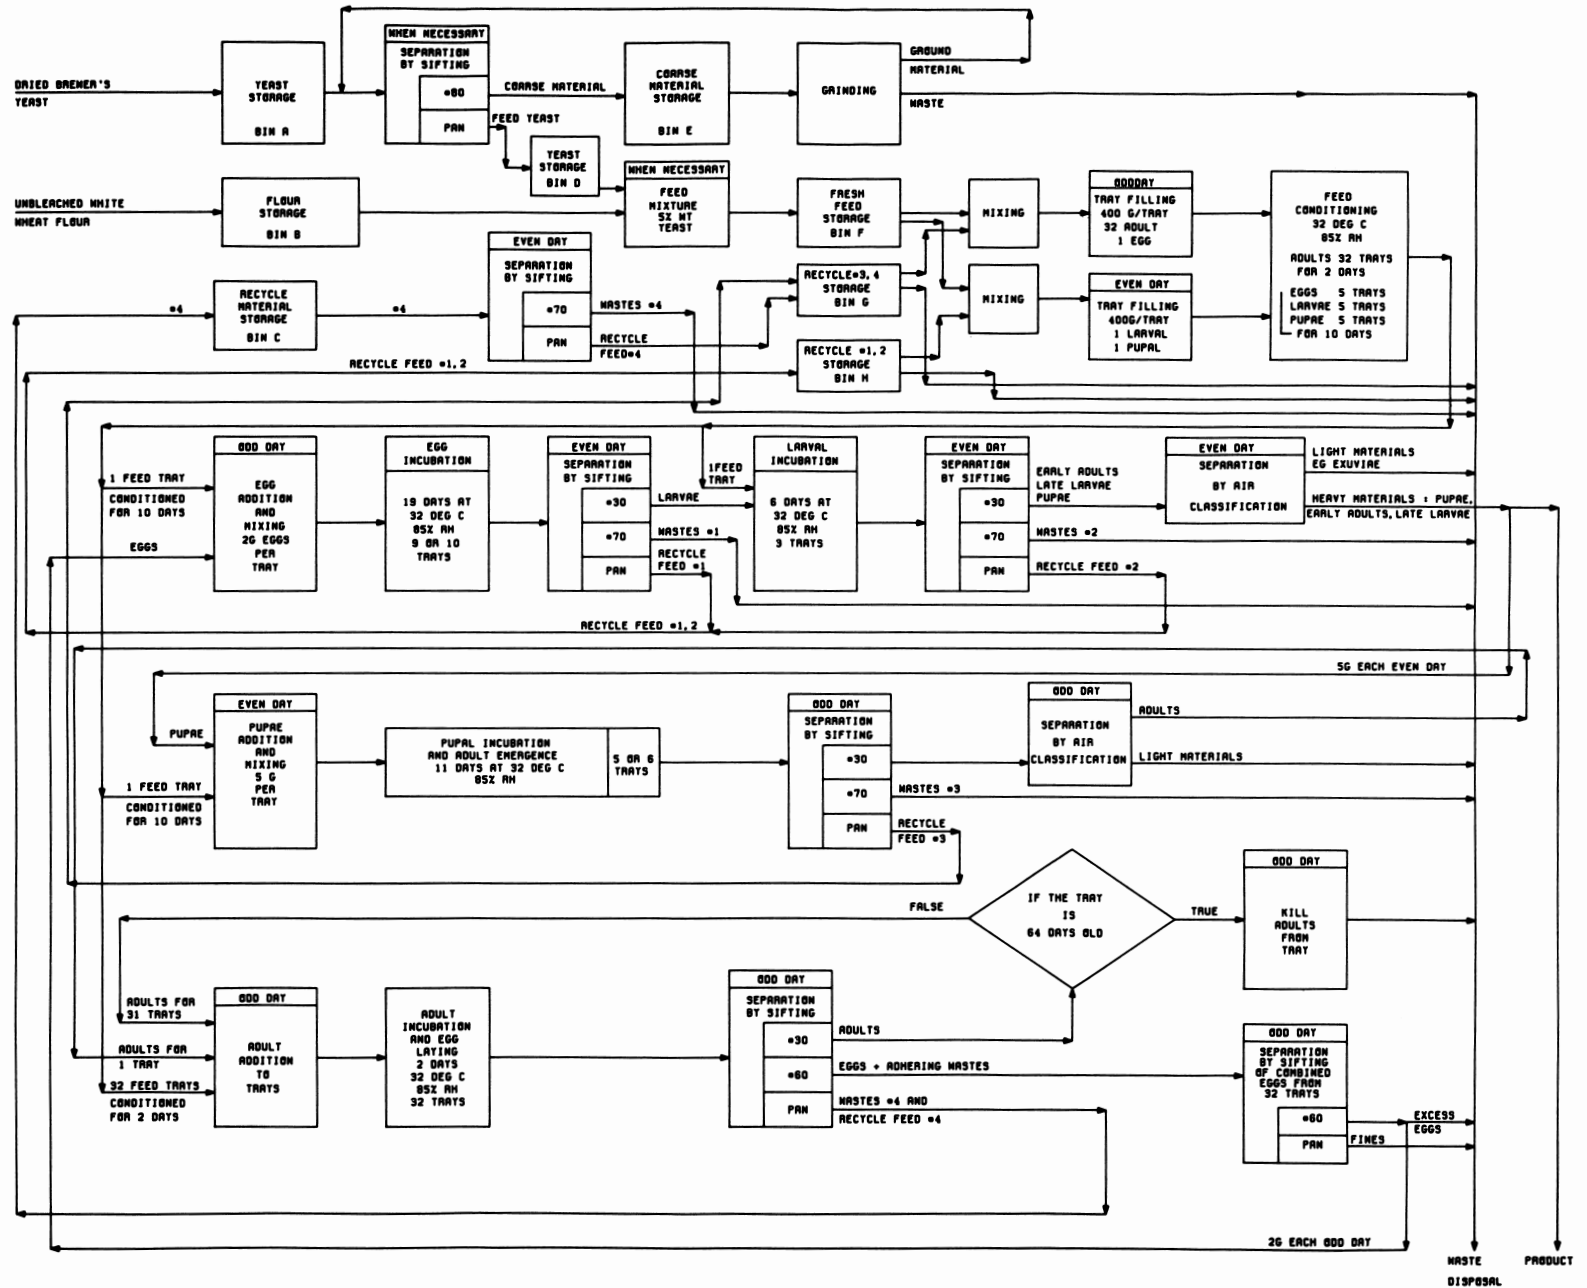 DRIED BREWER'S
YEAST
YEAST
STORAGE
BIN A
WHEN NECESSARY
SEPARATION
BY SIFTING
*80
PAN
COARSE MATERIAL
FEED YEAST
COARSE
MATERIAL
STORAGE
BIN E
GRINDING
GROUND
MATERIAL
WASTE
YEAST
STORAGE
BIN D
UNBLEACHED WHITE
WHEAT FLOUR
FLOUR
STORAGE
BIN B
WHEN NECESSARY
FEED
MIXTURE
5% WT
YEAST
FRESH
FEED
STORAGE
BIN F
MIXING
ODDDAY
TRAY FILLING
400 G/TRAY
32 ADULT
1 EGG
FEED
CONDITIONING
32 DEG C
85% RH
ADULTS 32 TRAYS
FOR 2 DAYS
EGGS 5 TRAYS
LARVAE 5 TRAYS
PUPAE 5 TRAYS
FOR 10 DAYS
*4
RECYCLE
MATERIAL
STORAGE
BIN C
*4
EVEN DAY
SEPARATION
BY SIFTING
*70
PAN
WASTES *4
RECYCLE
FEED*4
RECYCLE*3,4
STORAGE
BIN G
MIXING
EVEN DAY
TRAY FILLING
400G/TRAY
1 LARVAL
1 PUPAL
RECYCLE *1,2
STORAGE
BIN H
RECYCLE FEED *1,2
1 FEED TRAY
CONDITIONED
FOR 10 DAYS
EGGS
ODD DAY
EGG
ADDITION
AND
MIXING
2G EGGS
PER
TRAY
EGG
INCUBATION
19 DAYS AT
32 DEG C
85% RH
9 OR 10
TRAYS
EVEN DAY
SEPARATION
BY SIFTING
*30
*70
PAN
LARVAE
WASTES *1
RECYCLE
FEED *1
1FEED
TRAY
LARVAL
INCUBATION
6 DAYS AT
32 DEG C
85% RH
3 TRAYS
EVEN DAY
SEPARATION
BY SIFTING
*30
*70
PAN
EARLY ADULTS
LATE LARVAE
PUPAE
WASTES *2
RECYCLE FEED *2
EVEN DAY
SEPARATION
BY AIR
CLASSIFICATION
LIGHT MATERIALS
EG EXUVIAE
HEAVY MATERIALS : PUPAE,
EARLY ADULTS,LATE LARVAE
RECYCLE FEED *1,2
5G EACH EVEN DAY
PUPAE
1 FEED TRAY
CONDITIONED
FOR 10 DAYS
EVEN DAY
PUPAE
ADDITION
AND
MIXING
5 G
PER
TRAY
PUPAL INCUBATION
AND ADULT EMERGENCE
11 DAYS AT 32 DEG C
85% RH
5 OR 6
TRAYS
ODD DAY
SEPARATION
BY SIFTING
*30
*70
PAN
WASTES *3
RECYCLE
FEED *3
ODD DAY
SEPARATION
BY AIR
CLASSIFICATION
ADULTS
LIGHT MATERIALS
FALSE
IF THE TRAY
IS
64 DAYS OLD
TRUE
ODD DAY
KILL
ADULTS
FROM
TRAY
ADULTS FOR
31 TRAYS
ADULTS FOR
1 TRAY
32 FEED TRAYS
CONDITIONED
FOR 2 DAYS
ODD DAY
ADULT
ADDITION
TO
TRAYS
ADULT
INCUBATION
AND EGG
LAYING
2 DAYS
32 DEG C
85% RH
32 TRAYS
ODD DAY
SEPARATION
BY SIFTING
*30
*60
PAN
ADULTS
EGGS + ADHERING WASTES
WASTES *4 AND
RECYCLE FEED *4
ODD DAY
SEPARATION
BY SIFTING
OF COMBINED
EGGS FROM
32 TRAYS
*60
PAN
EXCESS
EGGS
FINES
2G EACH ODD DAY
WASTE
DISPOSAL
PRODUCT